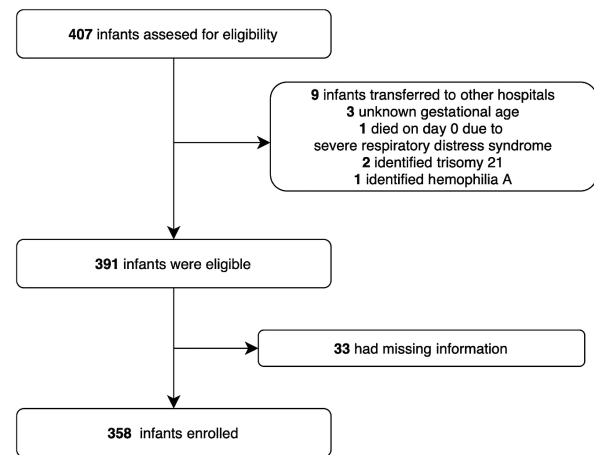 407 infants assesed for eligibility
9 infants transferred to other hospitals
3 unknown gestational age
1 died on day 0 due to
severe respiratory distress syndrome
2 identified trisomy 21
1 identified hemophilia A
391 infants were eligible
33 had missing information
358 infants enrolled